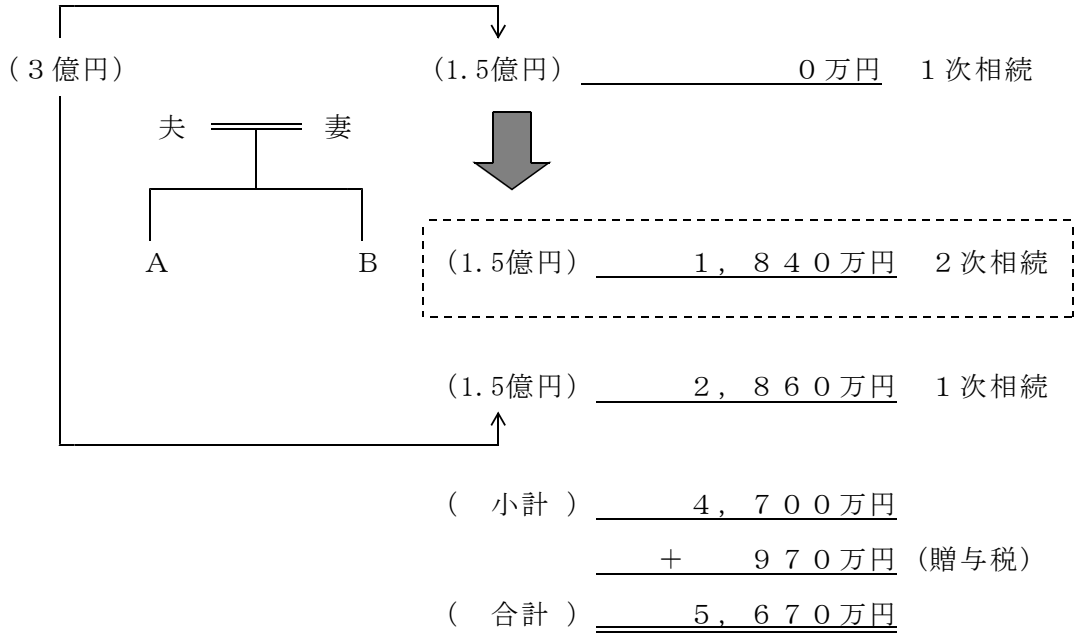 (３億円) (1.5億円) ０万円 １次相続
夫 妻
A B (1.5億円) １,８４０万円 ２次相続
(1.5億円) ２,８６０万円 １次相続
( 小計 ) ４,７００万円
＋ ９７０万円 (贈与税)
( 合計 ) ５,６７０万円